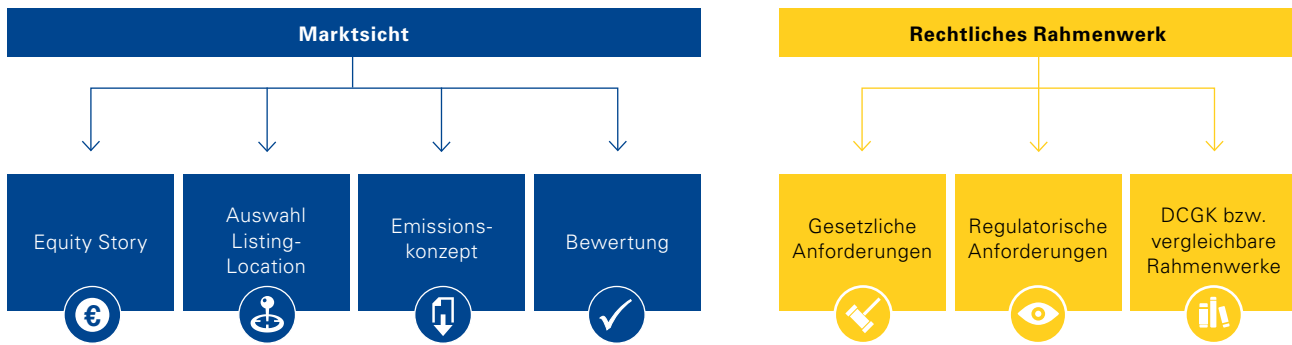 Marktsicht
Equity Story
Auswahl
Listing-
Location
Emissions-
konzept
Bewertung
Rechtliches Rahmenwerk
Gesetzliche
Anforderungen
Regulatorische
Anforderungen
DCGK bzw.
vergleichbare
Rahmenwerke